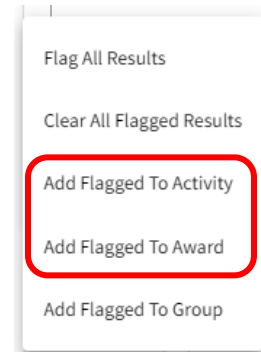 Flag All Results
Clear All Flagged Results
Add Flagged To Activity
Add Flagged To Award
Add Flagged To Group